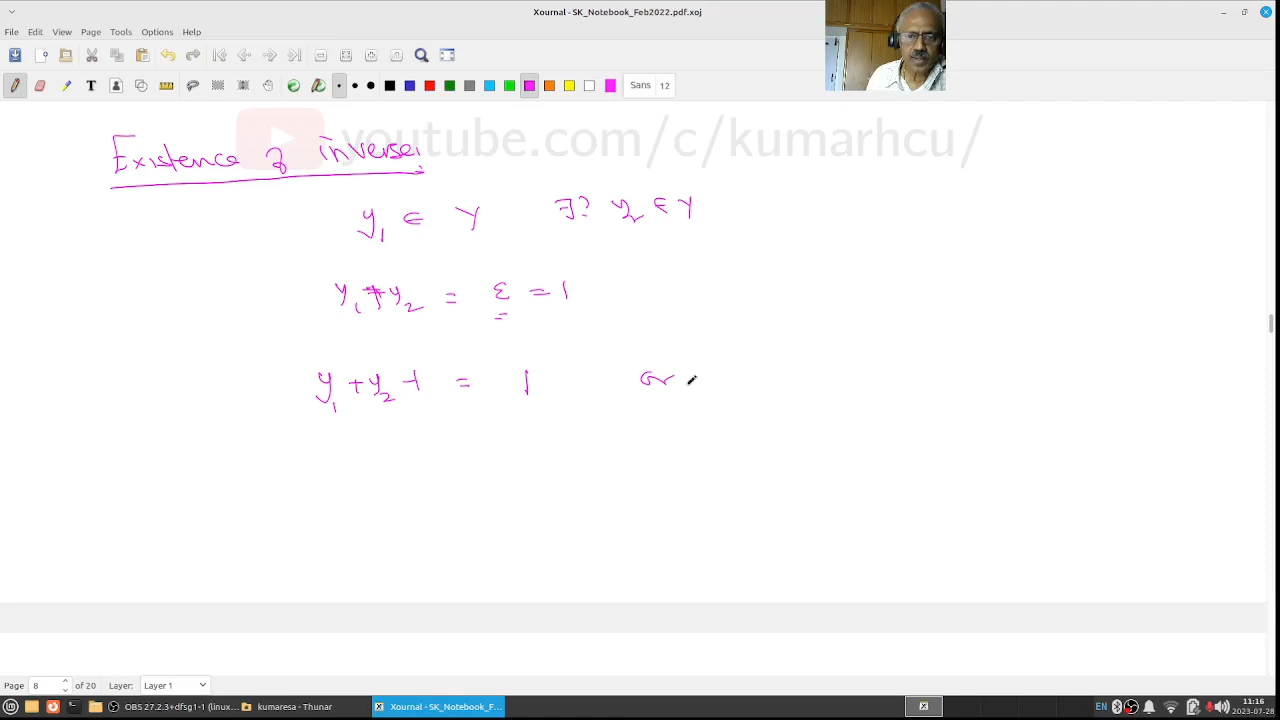 Xournal - SK_Notebook_Feb2022.pdf.xoj
File Edit View Page Tools Options Help
T Sans 12
youtube.com/c/kumarhcu/
Existence of inverse:
y₁ ∈ Y ∃? y₂ ∈ Y
y₁ + y₂ = ε = 1
y₁ + y₂ -1 = 1 or
Page 8 of 20 Layer: Layer 1
OBS 27.2.3+dfsg1-1 (linux... kumaresa - Thunar Xournal - SK_Notebook_F... EN 11:16
2023-07-28